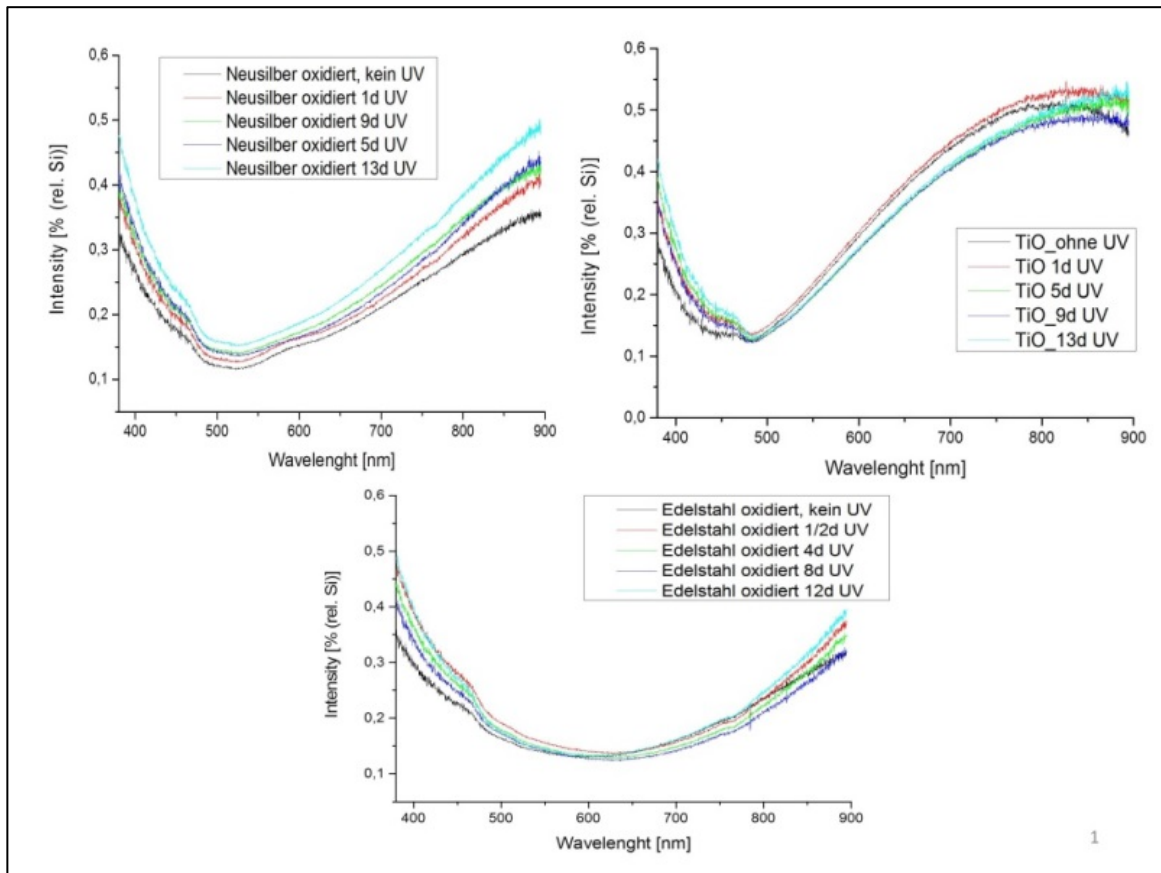 0,6
0,5
0,4
0,3
0,2
0,1
Intensity [% (rel. Si)]
Neusilber oxidiert, kein UV
Neusilber oxidiert 1d UV
Neusilber oxidiert 9d UV
Neusilber oxidiert 5d UV
Neusilber oxidiert 13d UV
400 500 600 700 800 900
Wavelenght [nm]
0,6
0,5
0,4
0,3
0,2
0,1
0,0
Intensity [% (rel. Si)]
TiO_ohne UV
TiO 1d UV
TiO 5d UV
TiO_9d UV
TiO_13d UV
400 500 600 700 800 900
Wavelenght [nm]
0,6
0,5
0,4
0,3
0,2
0,1
Intensity [% (rel. Si)]
Edelstahl oxidiert, kein UV
Edelstahl oxidiert 1/2d UV
Edelstahl oxidiert 4d UV
Edelstahl oxidiert 8d UV
Edelstahl oxidiert 12d UV
400 500 600 700 800 900
Wavelenght [nm]
1